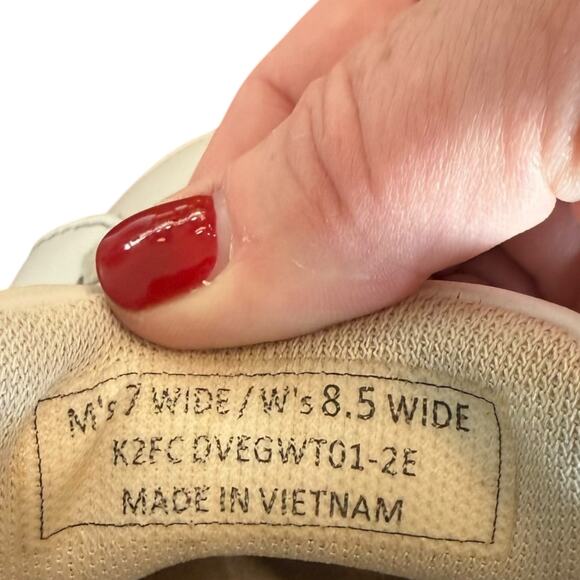 M's 7 WIDE / W's 8.5 WIDE
K2FC DVEGWT01-2E
MADE IN VIETNAM